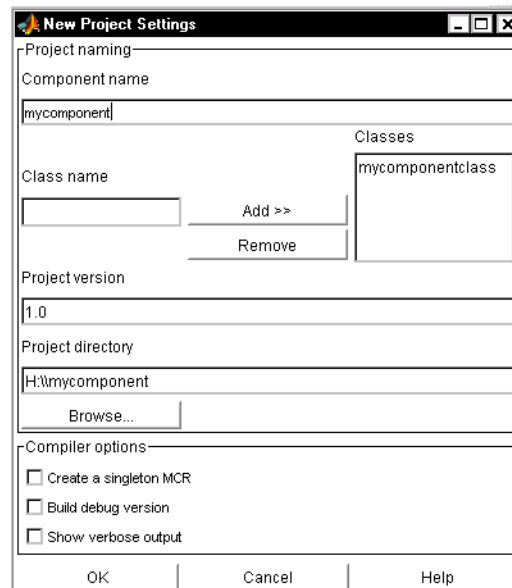 New Project Settings
Project naming
Component name
mycomponent
Classes
mycomponentclass
Class name
Add >>
Remove
Project version
1.0
Project directory
H:\\mycomponent
Browse...
Compiler options
Create a singleton MCR
Build debug version
Show verbose output
OK Cancel Help